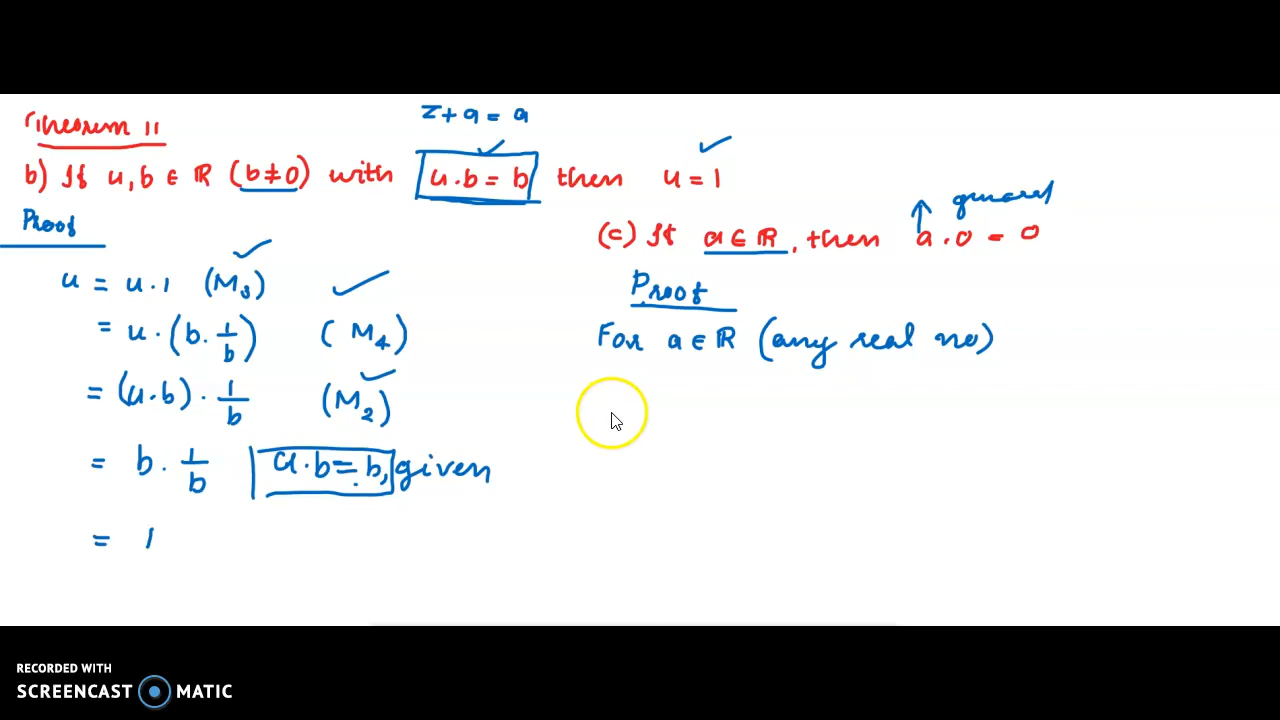 Theorem 11
z + a = a
b) If u, b ∈ ℝ (b ≠ 0) with u·b = b then u = 1
Proof
u = u·1 (M3)
= u·(b·1/b) (M4)
= (u·b)·1/b (M2)
= b·1/b u·b = b, given
= 1
general
(c) If a ∈ ℝ, then a·0 = 0
Proof
For a ∈ ℝ (any real no)
RECORDED WITH
SCREENCAST MATIC